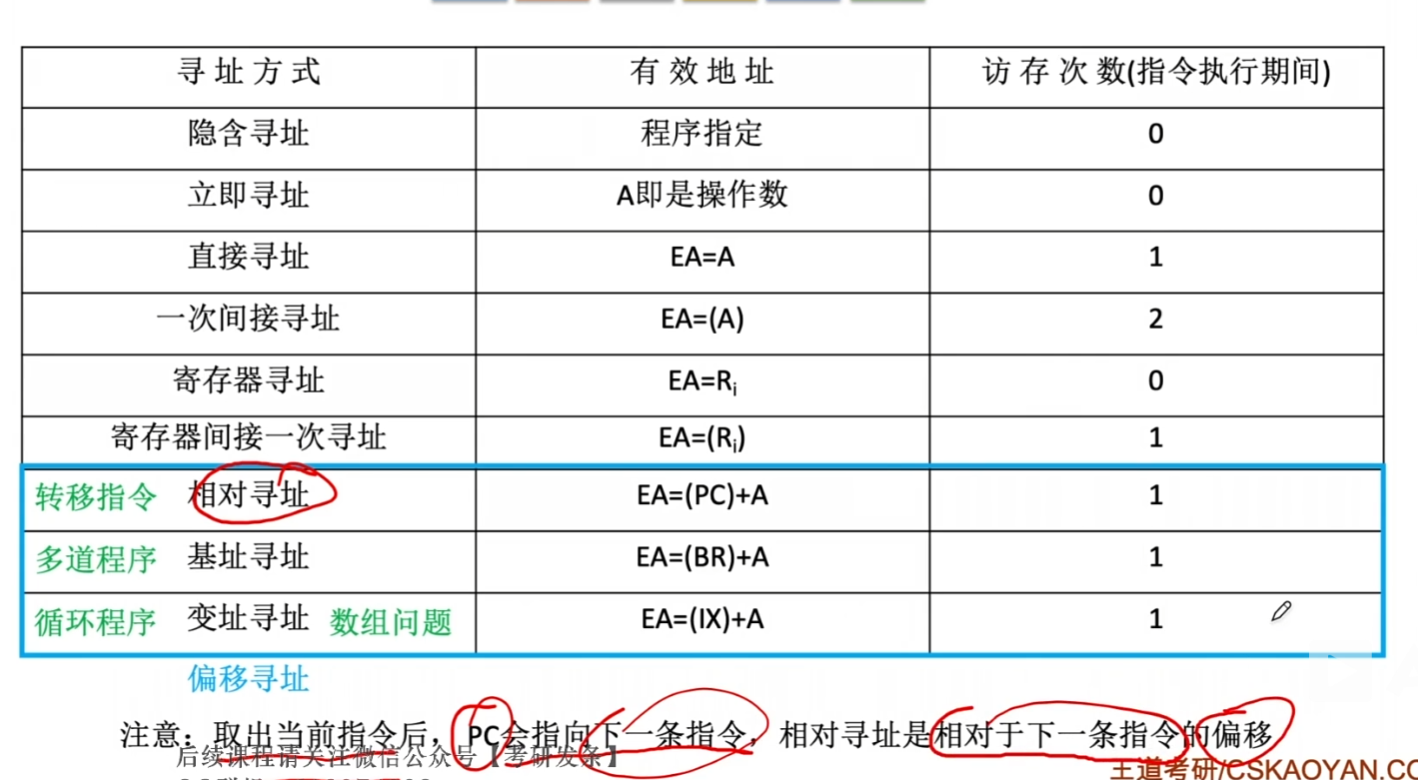 寻址方式 有效地址 访存次数(指令执行期间)
隐含寻址 程序指定 0
立即寻址 A即是操作数 0
直接寻址 EA=A 1
一次间接寻址 EA=(A) 2
寄存器寻址 EA=Rᵢ 0
寄存器间接一次寻址 EA=(Rᵢ) 1
转移指令 相对寻址 EA=(PC)+A 1
多道程序 基址寻址 EA=(BR)+A 1
循环程序 变址寻址 数组问题 EA=(IX)+A 1
偏移寻址
注意：取出当前指令后，PC会指向下一条指令，相对寻址是相对于下一条指令的偏移
后续课程请关注微信公众号【考研发条】
王道考研/CSKAOYAN.CO